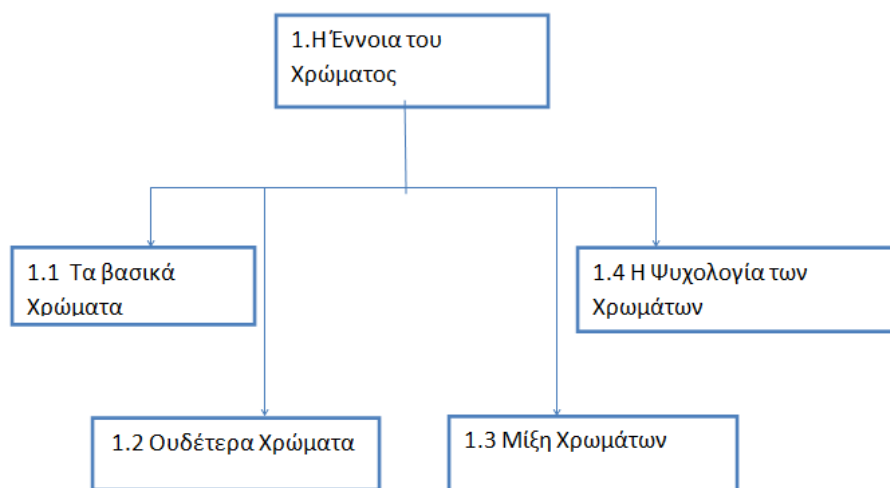 1.Η Έννοια του
Χρώματος
1.1 Τα βασικά
Χρώματα
1.4 Η Ψυχολογία των
Χρωμάτων
1.2 Ουδέτερα Χρώματα
1.3 Μίξη Χρωμάτων